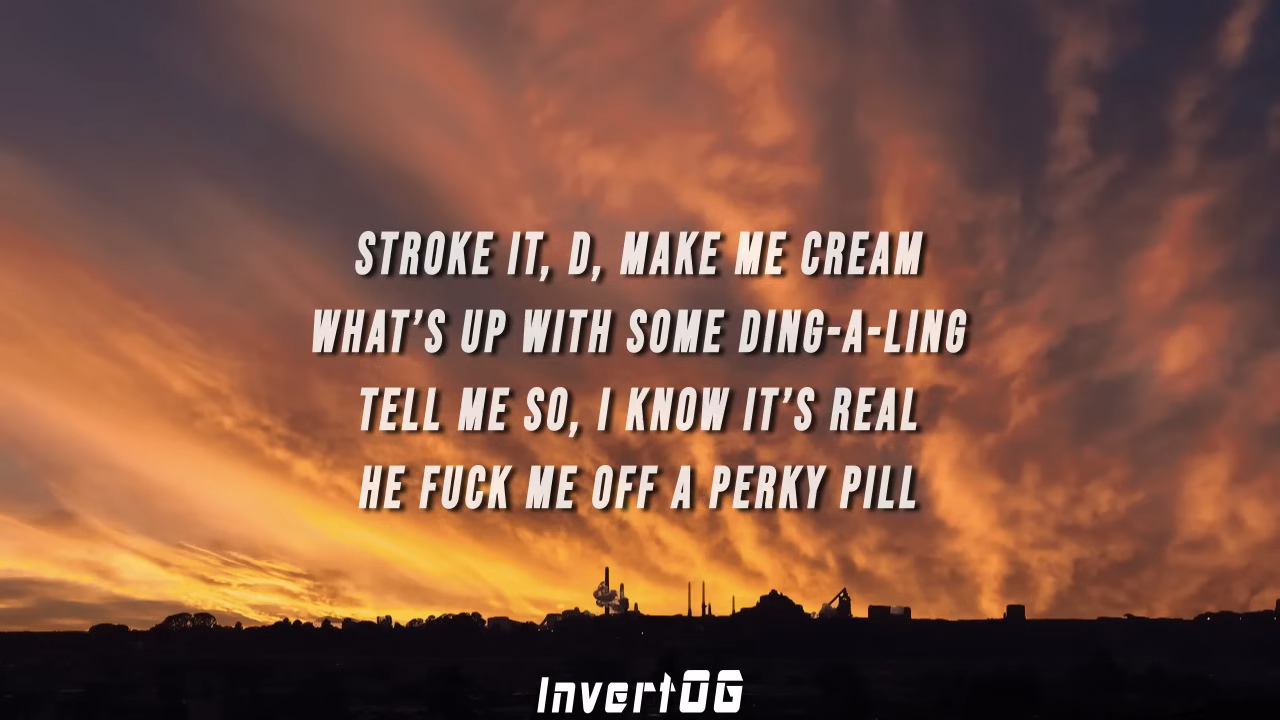 STROKE IT, D, MAKE ME CREAM
WHAT'S UP WITH SOME DING-A-LING
TELL ME SO, I KNOW IT'S REAL
HE FUCK ME OFF A PERKY PILL
InvertOG